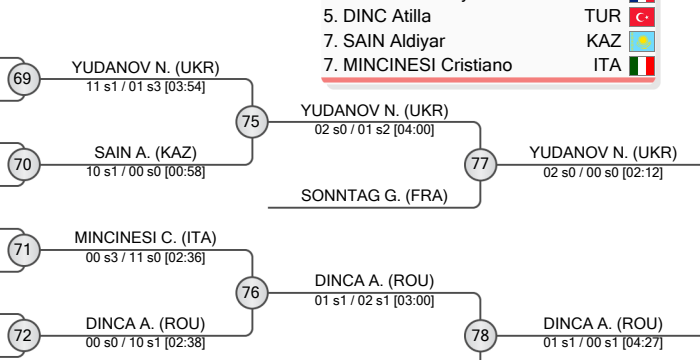 5. DINC Atilla TUR
7. SAIN Aldiyar KAZ
7. MINCINESI Cristiano ITA
69
YUDANOV N. (UKR)
11 s1 / 01 s3 [03:54]
75
YUDANOV N. (UKR)
02 s0 / 01 s2 [04:00]
70
SAIN A. (KAZ)
10 s1 / 00 s0 [00:58]
77
YUDANOV N. (UKR)
02 s0 / 00 s0 [02:12]
SONNTAG G. (FRA)
71
MINCINESI C. (ITA)
00 s3 / 11 s0 [02:36]
76
DINCA A. (ROU)
01 s1 / 02 s1 [03:00]
72
DINCA A. (ROU)
00 s0 / 10 s1 [02:38]
78
DINCA A. (ROU)
01 s1 / 00 s1 [04:27]